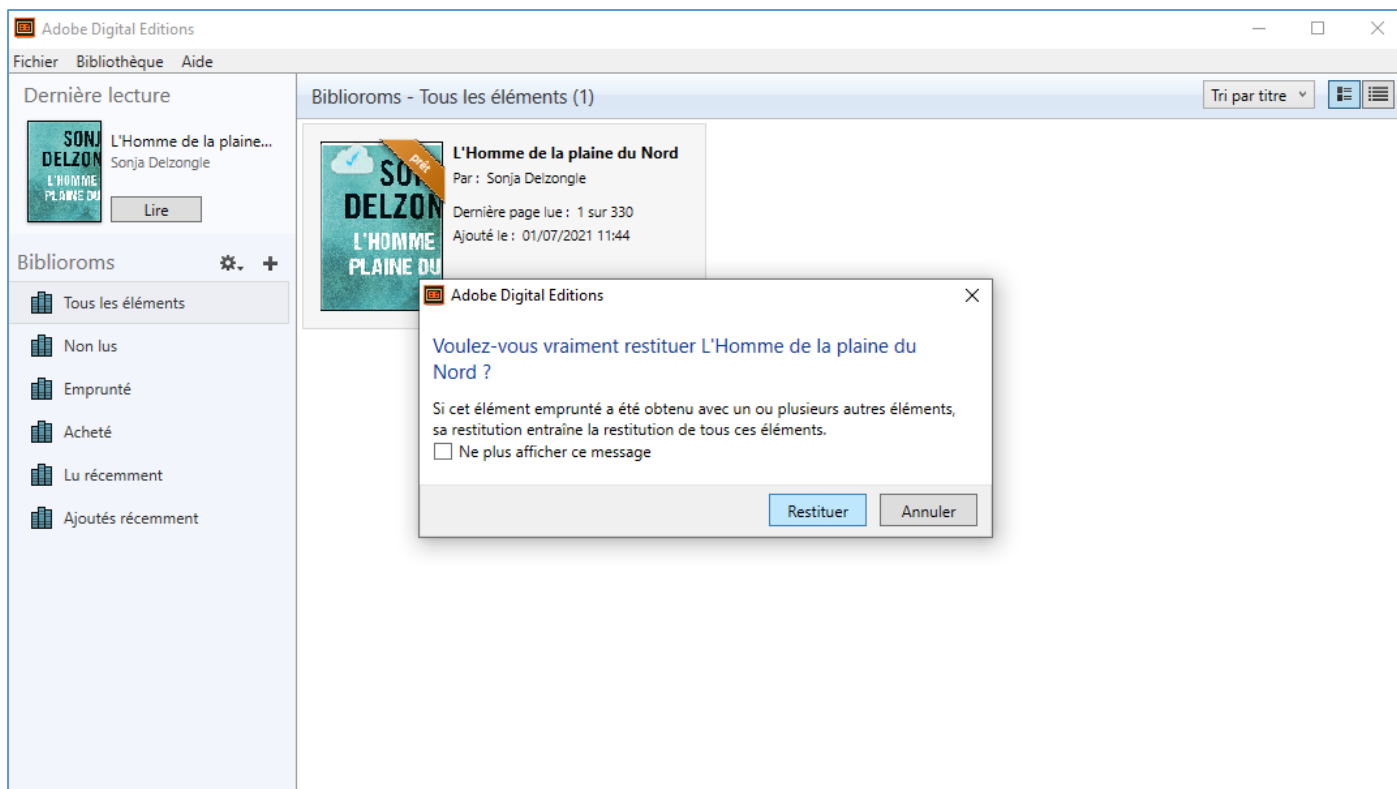 Adobe Digital Editions
Fichier Bibliothèque Aide
Dernière lecture
SONJ
DELZON
L'HOMME
PLAINE DU
L'Homme de la plaine...
Sonja Delzongle
Lire
Biblioroms
Tous les éléments
Non lus
Emprunté
Acheté
Lu récemment
Ajoutés récemment
Biblioroms - Tous les éléments (1)
Tri par titre
prêt
SON
DELZON
L'HOMME
PLAINE DU
L'Homme de la plaine du Nord
Par : Sonja Delzongle
Dernière page lue : 1 sur 330
Ajouté le : 01/07/2021 11:44
Adobe Digital Editions
Voulez-vous vraiment restituer L'Homme de la plaine du
Nord ?
Si cet élément emprunté a été obtenu avec un ou plusieurs autres éléments,
sa restitution entraîne la restitution de tous ces éléments.
Ne plus afficher ce message
Restituer
Annuler